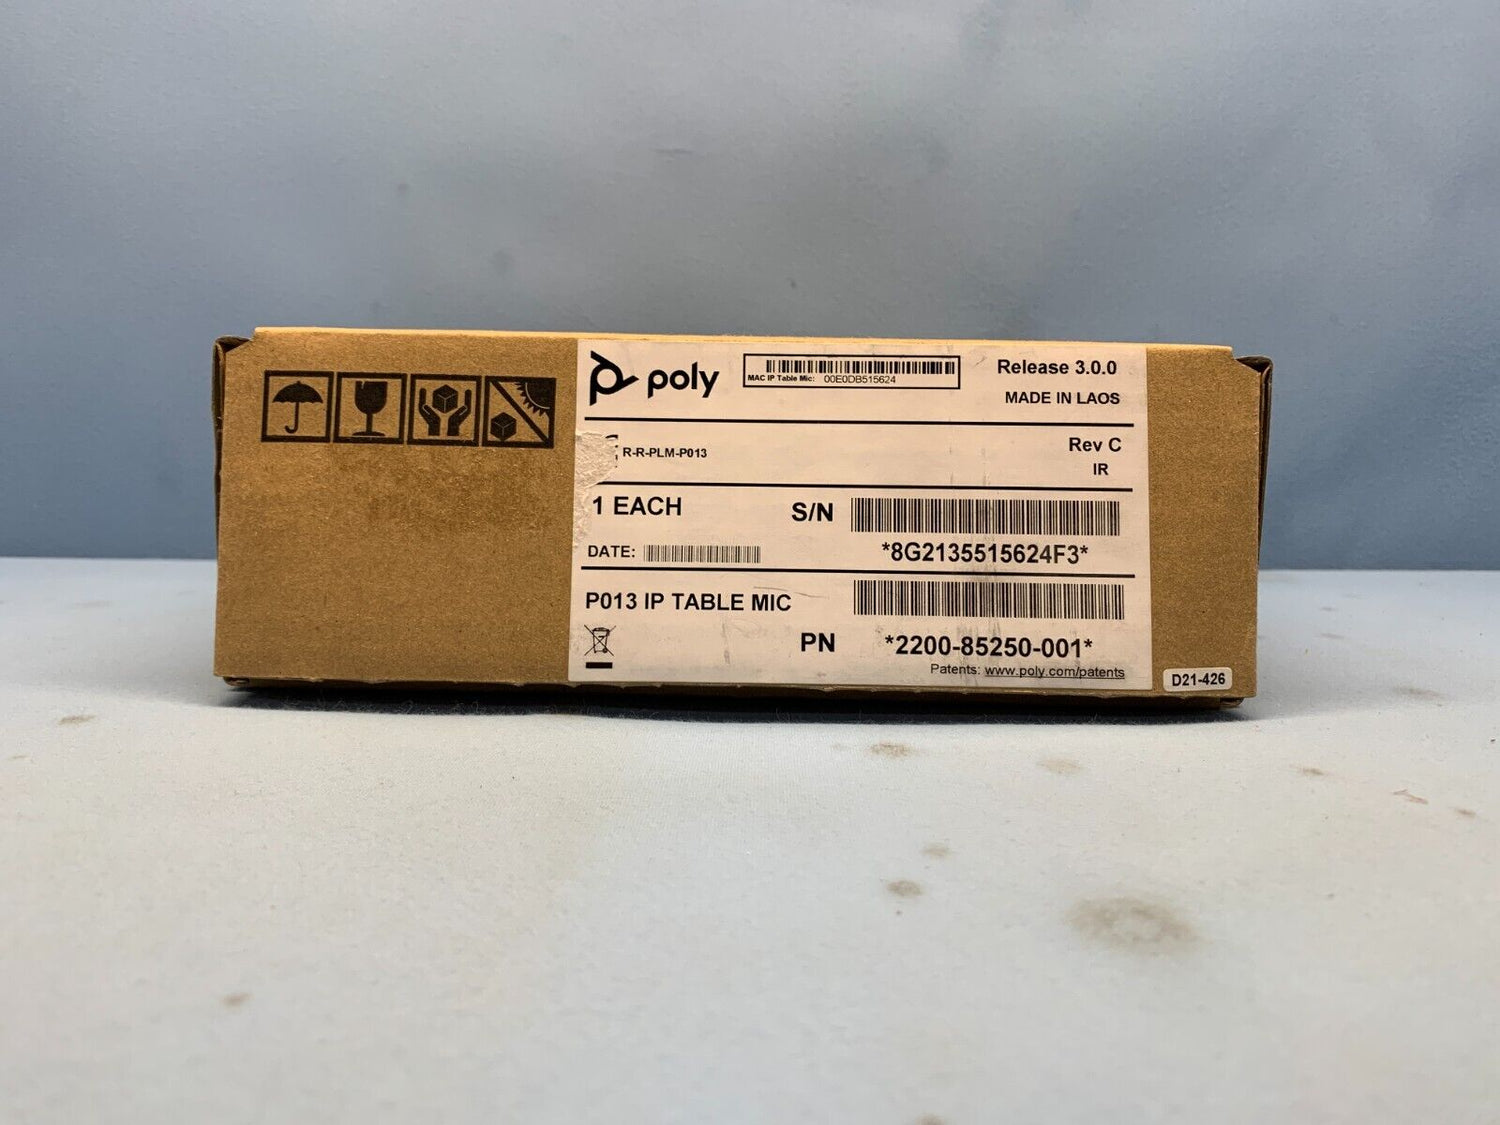 poly
MAC IP Table Mic: 00E0DB515624
Release 3.0.0
MADE IN LAOS
R-R-PLM-P013
Rev C
IR
1 EACH
S/N
DATE:
*8G2135515624F3*
P013 IP TABLE MIC
PN
*2200-85250-001*
Patents: www.poly.com/patents
D21-426